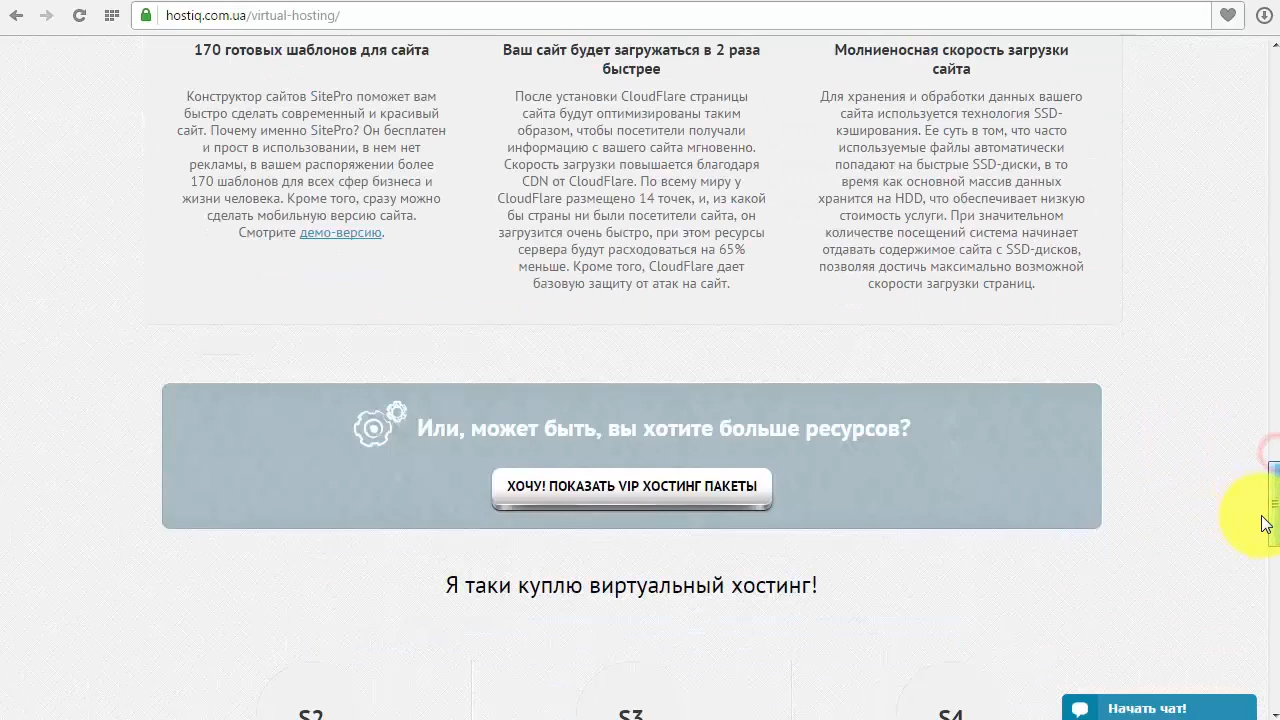 hostiq.com.ua/virtual-hosting/
170 готовых шаблонов для сайта
Конструктор сайтов SitePro поможет вам
быстро сделать современный и красивый
сайт. Почему именно SitePro? Он бесплатен
и прост в использовании, в нем нет
рекламы, в вашем распоряжении более
170 шаблонов для всех сфер бизнеса и
жизни человека. Кроме того, сразу можно
сделать мобильную версию сайта.
Смотрите демо-версию.
Ваш сайт будет загружаться в 2 раза
быстрее
После установки CloudFlare страницы
сайта будут оптимизированы таким
образом, чтобы посетители получали
информацию с вашего сайта мгновенно.
Скорость загрузки повышается благодаря
CDN от CloudFlare. По всему миру у
CloudFlare размещено 14 точек, и, из какой
бы страны ни были посетители сайта, он
загрузится очень быстро, при этом ресурсы
сервера будут расходоваться на 65%
меньше. Кроме того, CloudFlare дает
базовую защиту от атак на сайт.
Молниеносная скорость загрузки
сайта
Для хранения и обработки данных вашего
сайта используется технология SSD-
кэширования. Ее суть в том, что часто
используемые файлы автоматически
попадают на быстрые SSD-диски, в то
время как основной массив данных
хранится на HDD, что обеспечивает низкую
стоимость услуги. При значительном
количестве посещений система начинает
отдавать содержимое сайта с SSD-дисков,
позволяя достичь максимально возможной
скорости загрузки страниц.
Или, может быть, вы хотите больше ресурсов?
ХОЧУ! ПОКАЗАТЬ VIP ХОСТИНГ ПАКЕТЫ
Я таки куплю виртуальный хостинг!
S2
S3
S4
Начать чат!